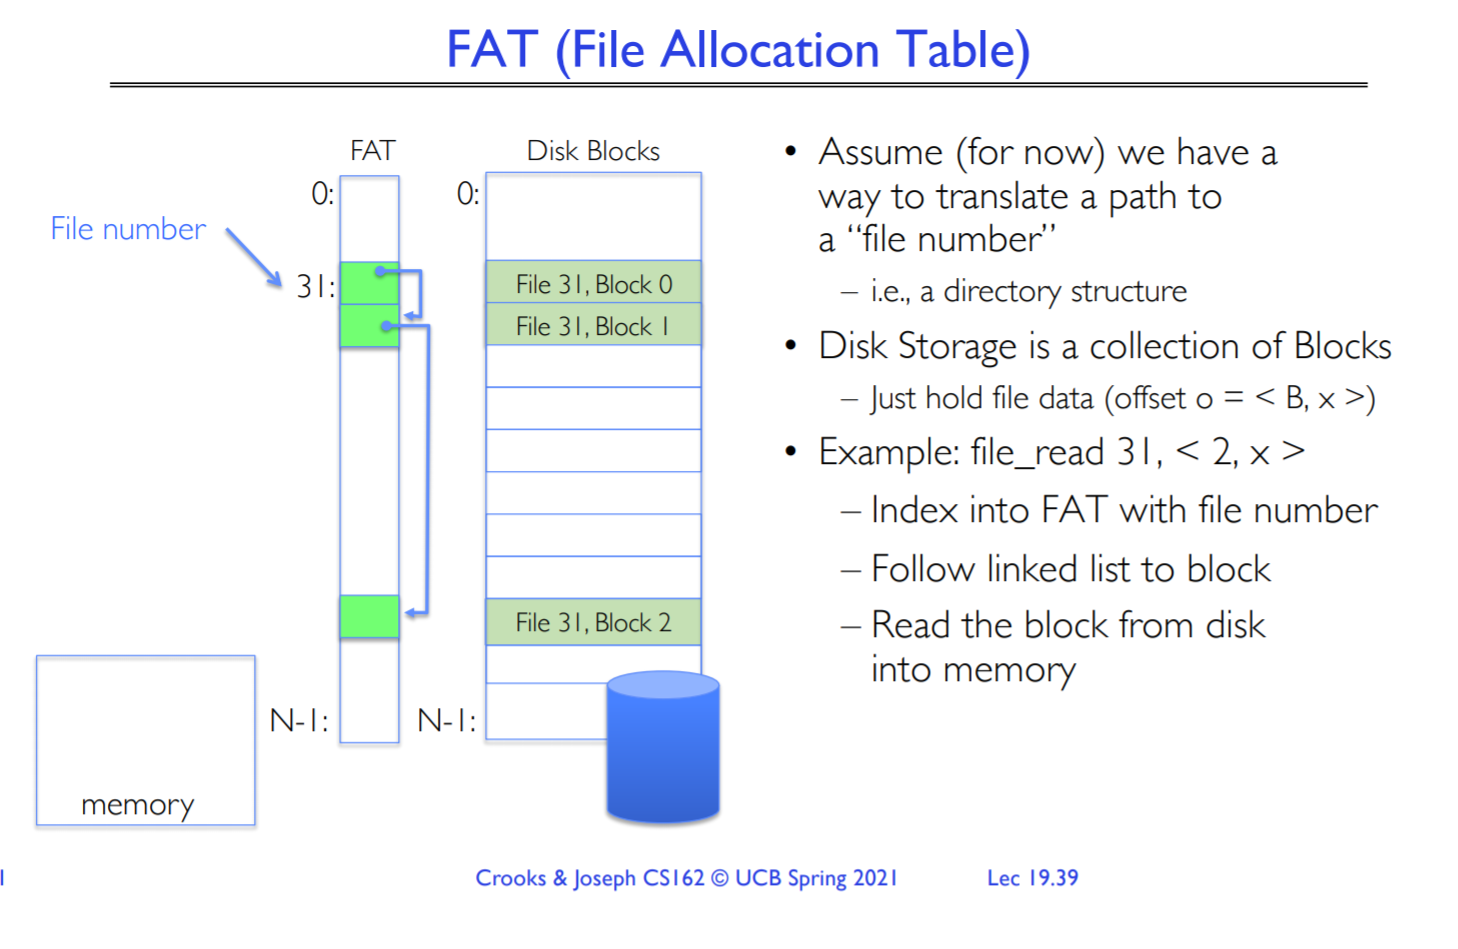 FAT (File Allocation Table)
FAT
Disk Blocks
0:
0:
File number
31:
File 31, Block 0
File 31, Block 1
File 31, Block 2
N-1:
N-1:
memory
• Assume (for now) we have a
way to translate a path to
a “file number”
– i.e., a directory structure
• Disk Storage is a collection of Blocks
– Just hold file data (offset o = < B, x >)
• Example: file_read 31, < 2, x >
– Index into FAT with file number
– Follow linked list to block
– Read the block from disk
into memory
Crooks & Joseph CS162 © UCB Spring 2021
Lec 19.39